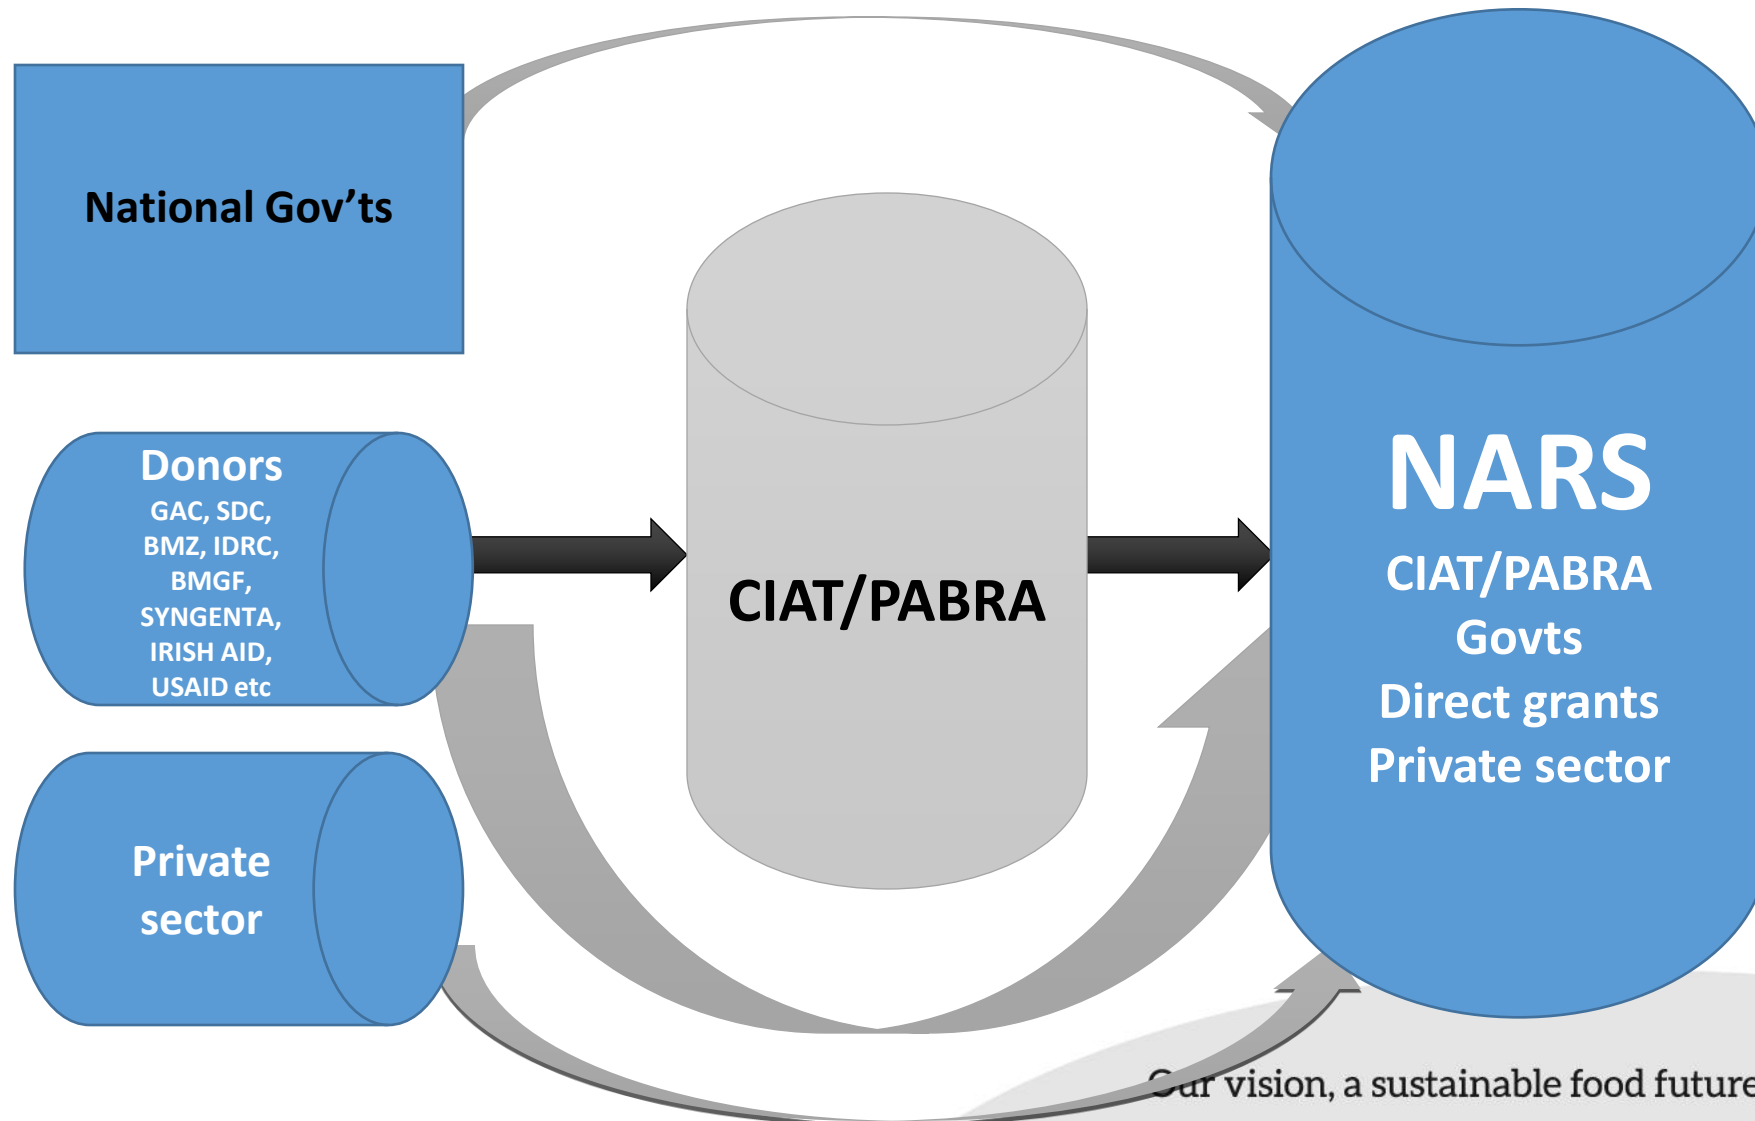 National Gov’ts
Donors
GAC, SDC,
BMZ, IDRC,
BMGF,
SYNGENTA,
IRISH AID,
USAID etc
Private
sector
CIAT/PABRA
NARS
CIAT/PABRA
Govts
Direct grants
Private sector
Our vision, a sustainable food future